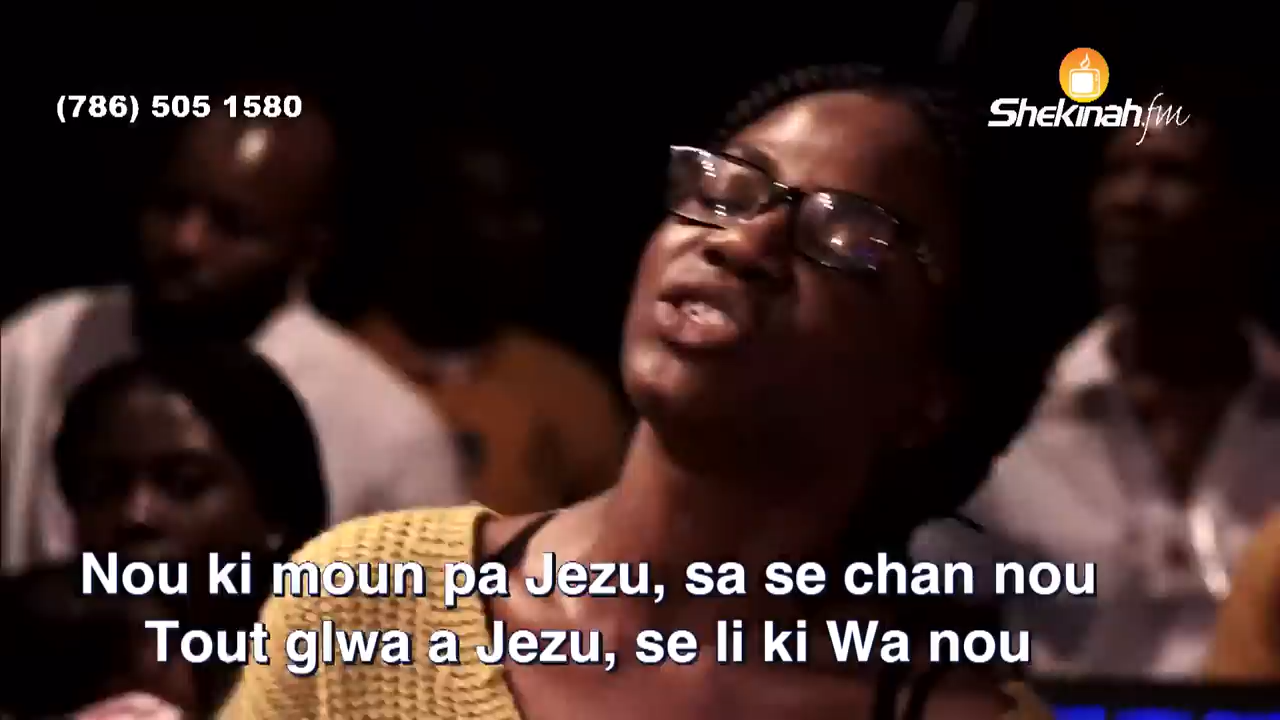 (786) 505 1580
Shekinah.fm
Nou ki moun pa Jezu, sa se chan nou
Tout glwa a Jezu, se li ki Wa nou